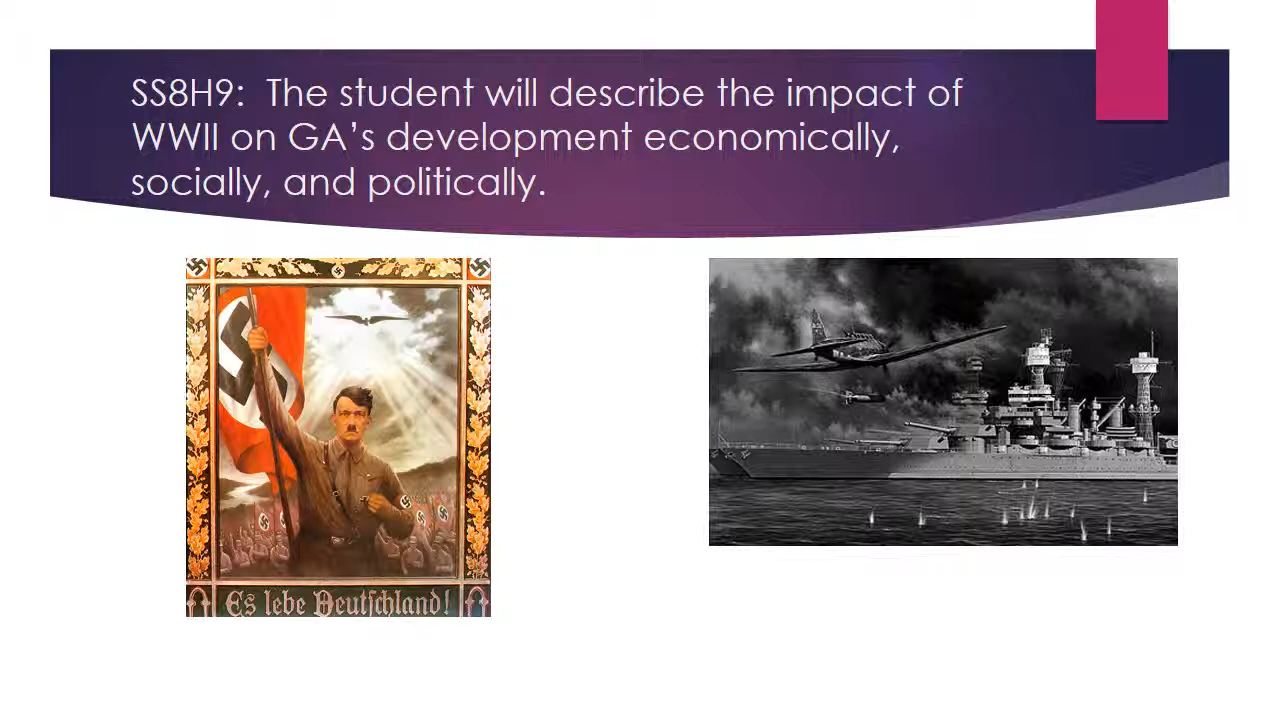 SS8H9:  The student will describe the impact of
WWII on GA’s development economically,
socially, and politically.
Es lebe Deutſchland!